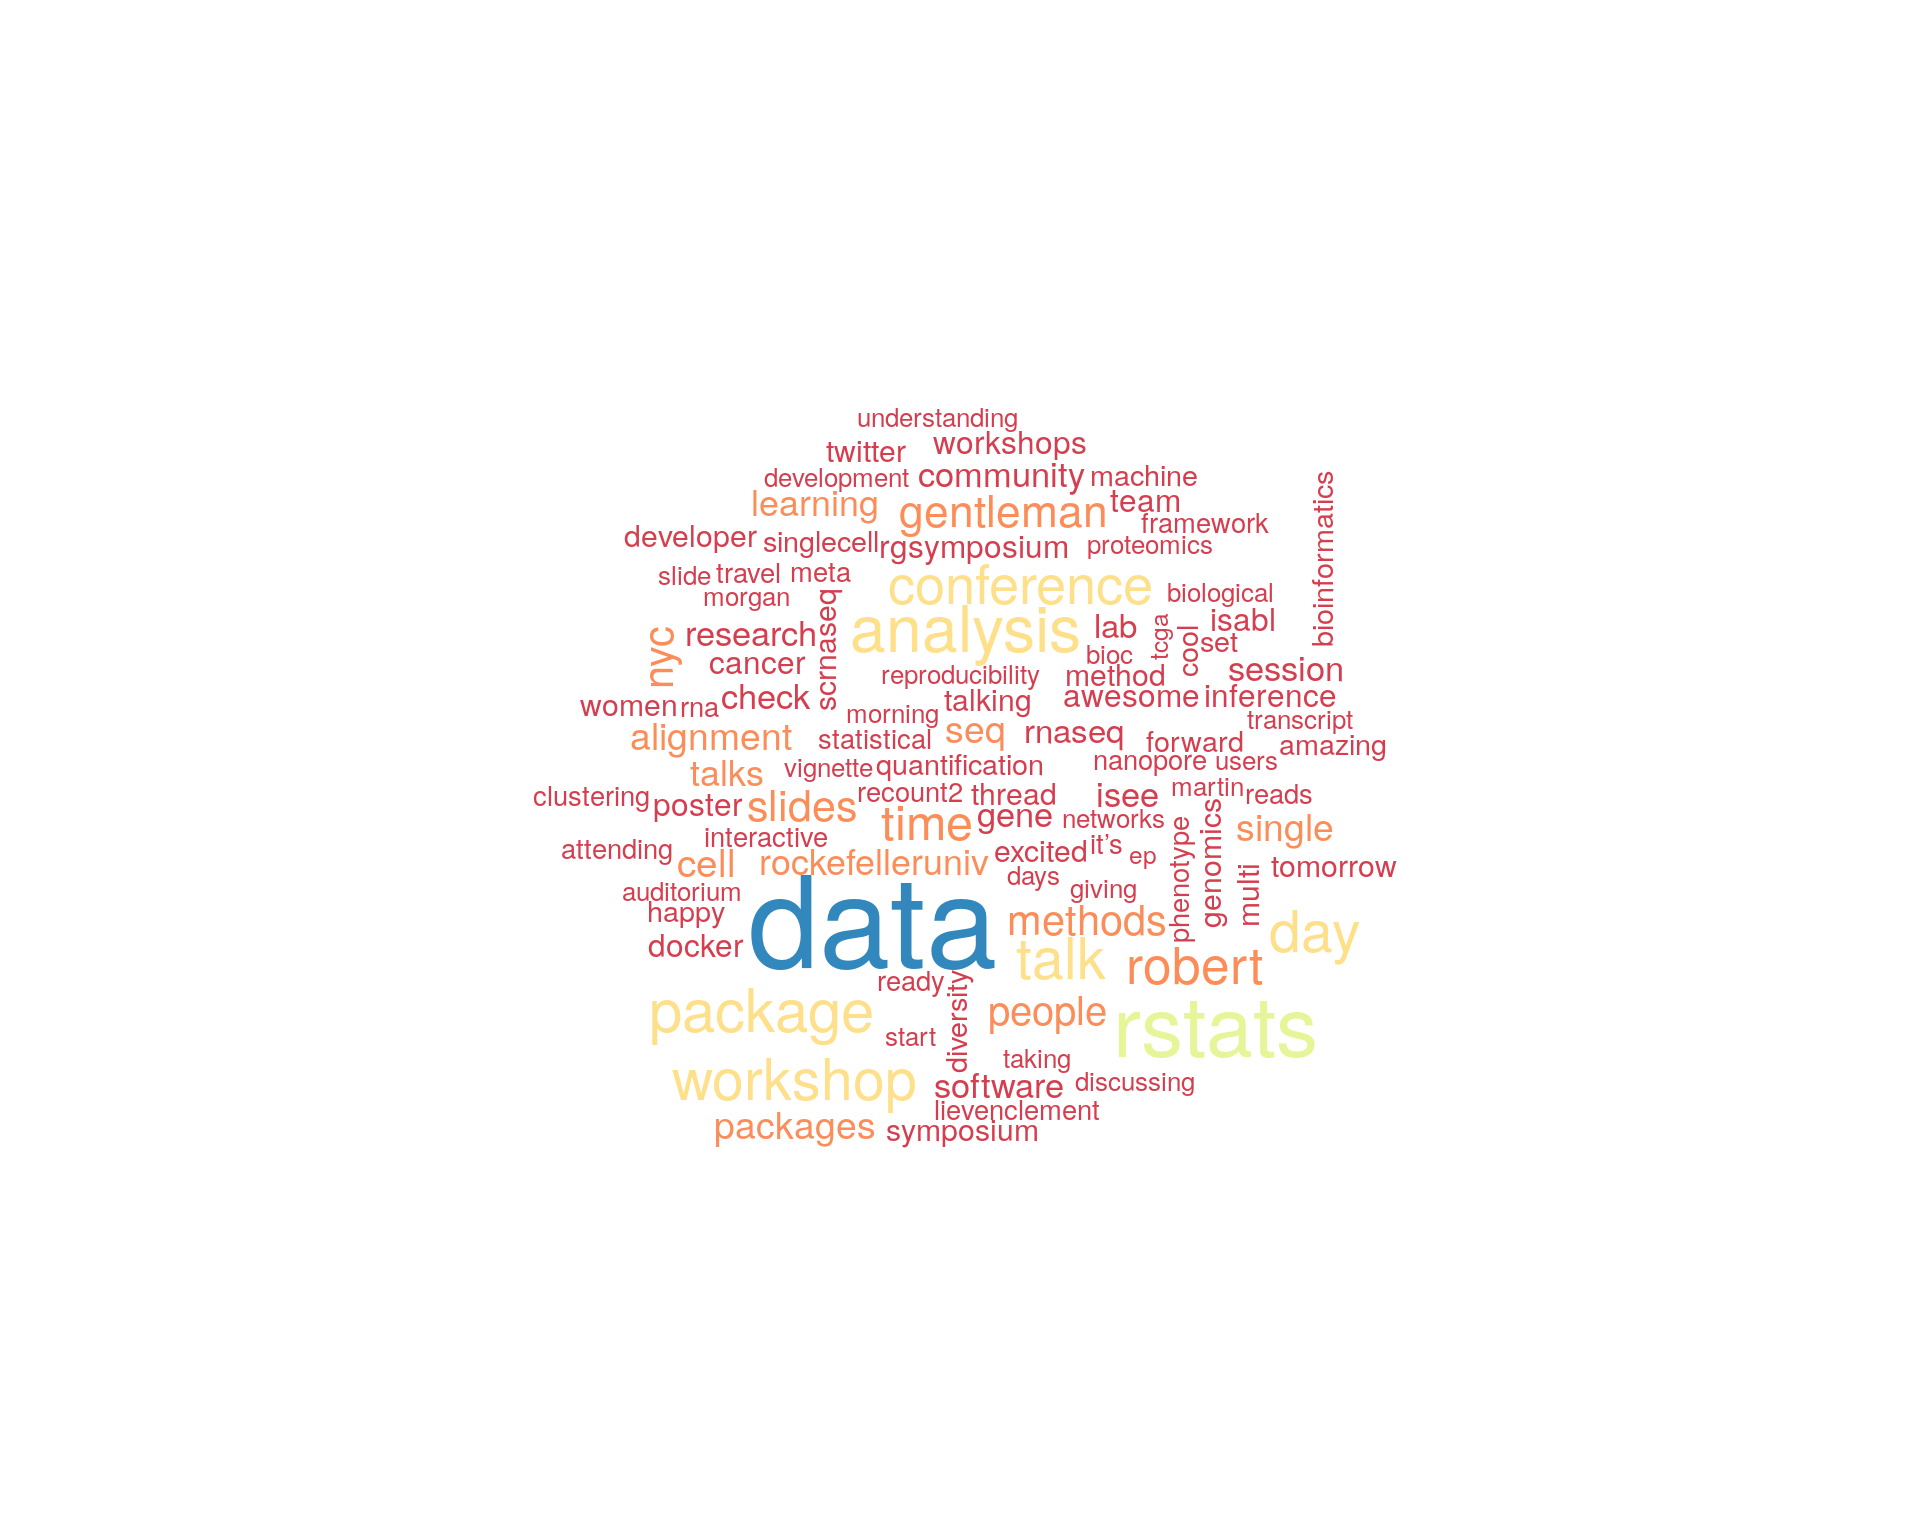 understanding
twitter
workshops
development
community
machine
learning
gentleman
team
framework
bioinformatics
developer
singlecell
rgsymposium
proteomics
slide
travel
meta
morgan
conference
biological
scrnaseq
nyc
research
analysis
lab
tcga
cool
isabl
set
cancer
bioc
reproducibility
method
session
women
rna
check
talking
awesome
inference
morning
transcript
alignment
statistical
seq
rnaseq
forward
amazing
talks
vignette
quantification
nanopore
users
clustering
poster
slides
recount2
thread
isee
martin
reads
time
gene
networks
single
interactive
attending
cell
rockefelleruniv
excited
it’s
ep
phenotype
genomics
multi
tomorrow
days
giving
auditorium
happy
docker
data
methods
talk
robert
day
ready
diversity
package
people
rstats
start
taking
workshop
software
discussing
lievenclement
packages
symposium